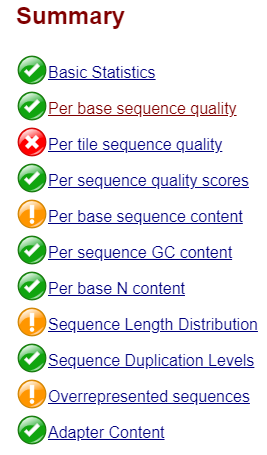 Summary
Basic Statistics
Per base sequence quality
Per tile sequence quality
Per sequence quality scores
Per base sequence content
Per sequence GC content
Per base N content
Sequence Length Distribution
Sequence Duplication Levels
Overrepresented sequences
Adapter Content